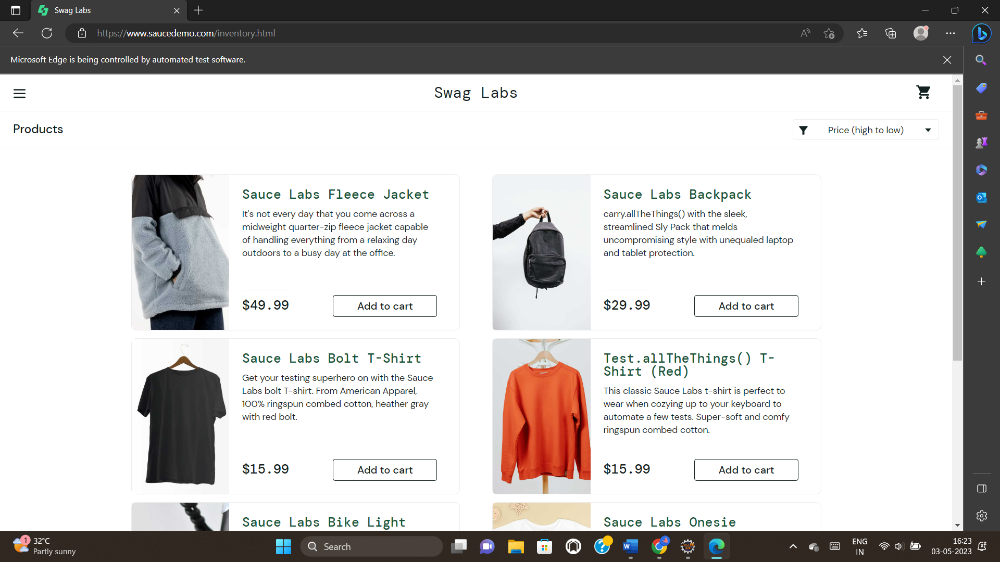 Swag Labs
https://www.saucedemo.com/inventory.html
Microsoft Edge is being controlled by automated test software.
Swag Labs
Products
Price (high to low)
Sauce Labs Fleece Jacket
It's not every day that you come across a
midweight quarter-zip fleece jacket capable
of handling everything from a relaxing day
outdoors to a busy day at the office.
$49.99
Add to cart
Sauce Labs Backpack
carry.allTheThings() with the sleek,
streamlined Sly Pack that melds
uncompromising style with unequaled laptop
and tablet protection.
$29.99
Add to cart
Sauce Labs Bolt T-Shirt
Get your testing superhero on with the Sauce
Labs bolt T-shirt. From American Apparel,
100% ringspun combed cotton, heather gray
with red bolt.
$15.99
Add to cart
Test.allTheThings() T-
Shirt (Red)
This classic Sauce Labs t-shirt is perfect to
wear when cozying up to your keyboard to
automate a few tests. Super-soft and comfy
ringspun combed cotton.
$15.99
Add to cart
Sauce Labs Bike Light
Sauce Labs Onesie
1
32°C
Partly sunny
Search
ENG
IN
16:23
03-05-2023